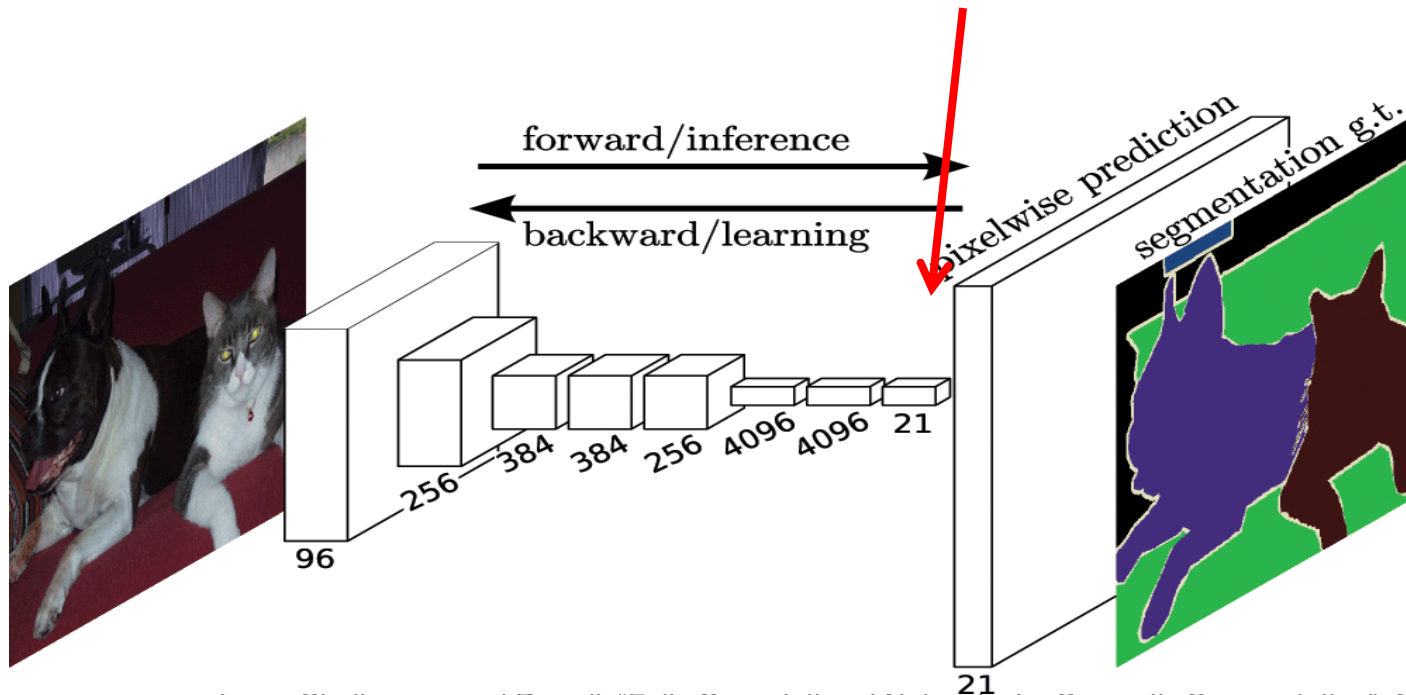 forward/inference
backward/learning
pixelwise prediction
segmentation g.t.
96
256
384
384
256
4096
4096
21
21